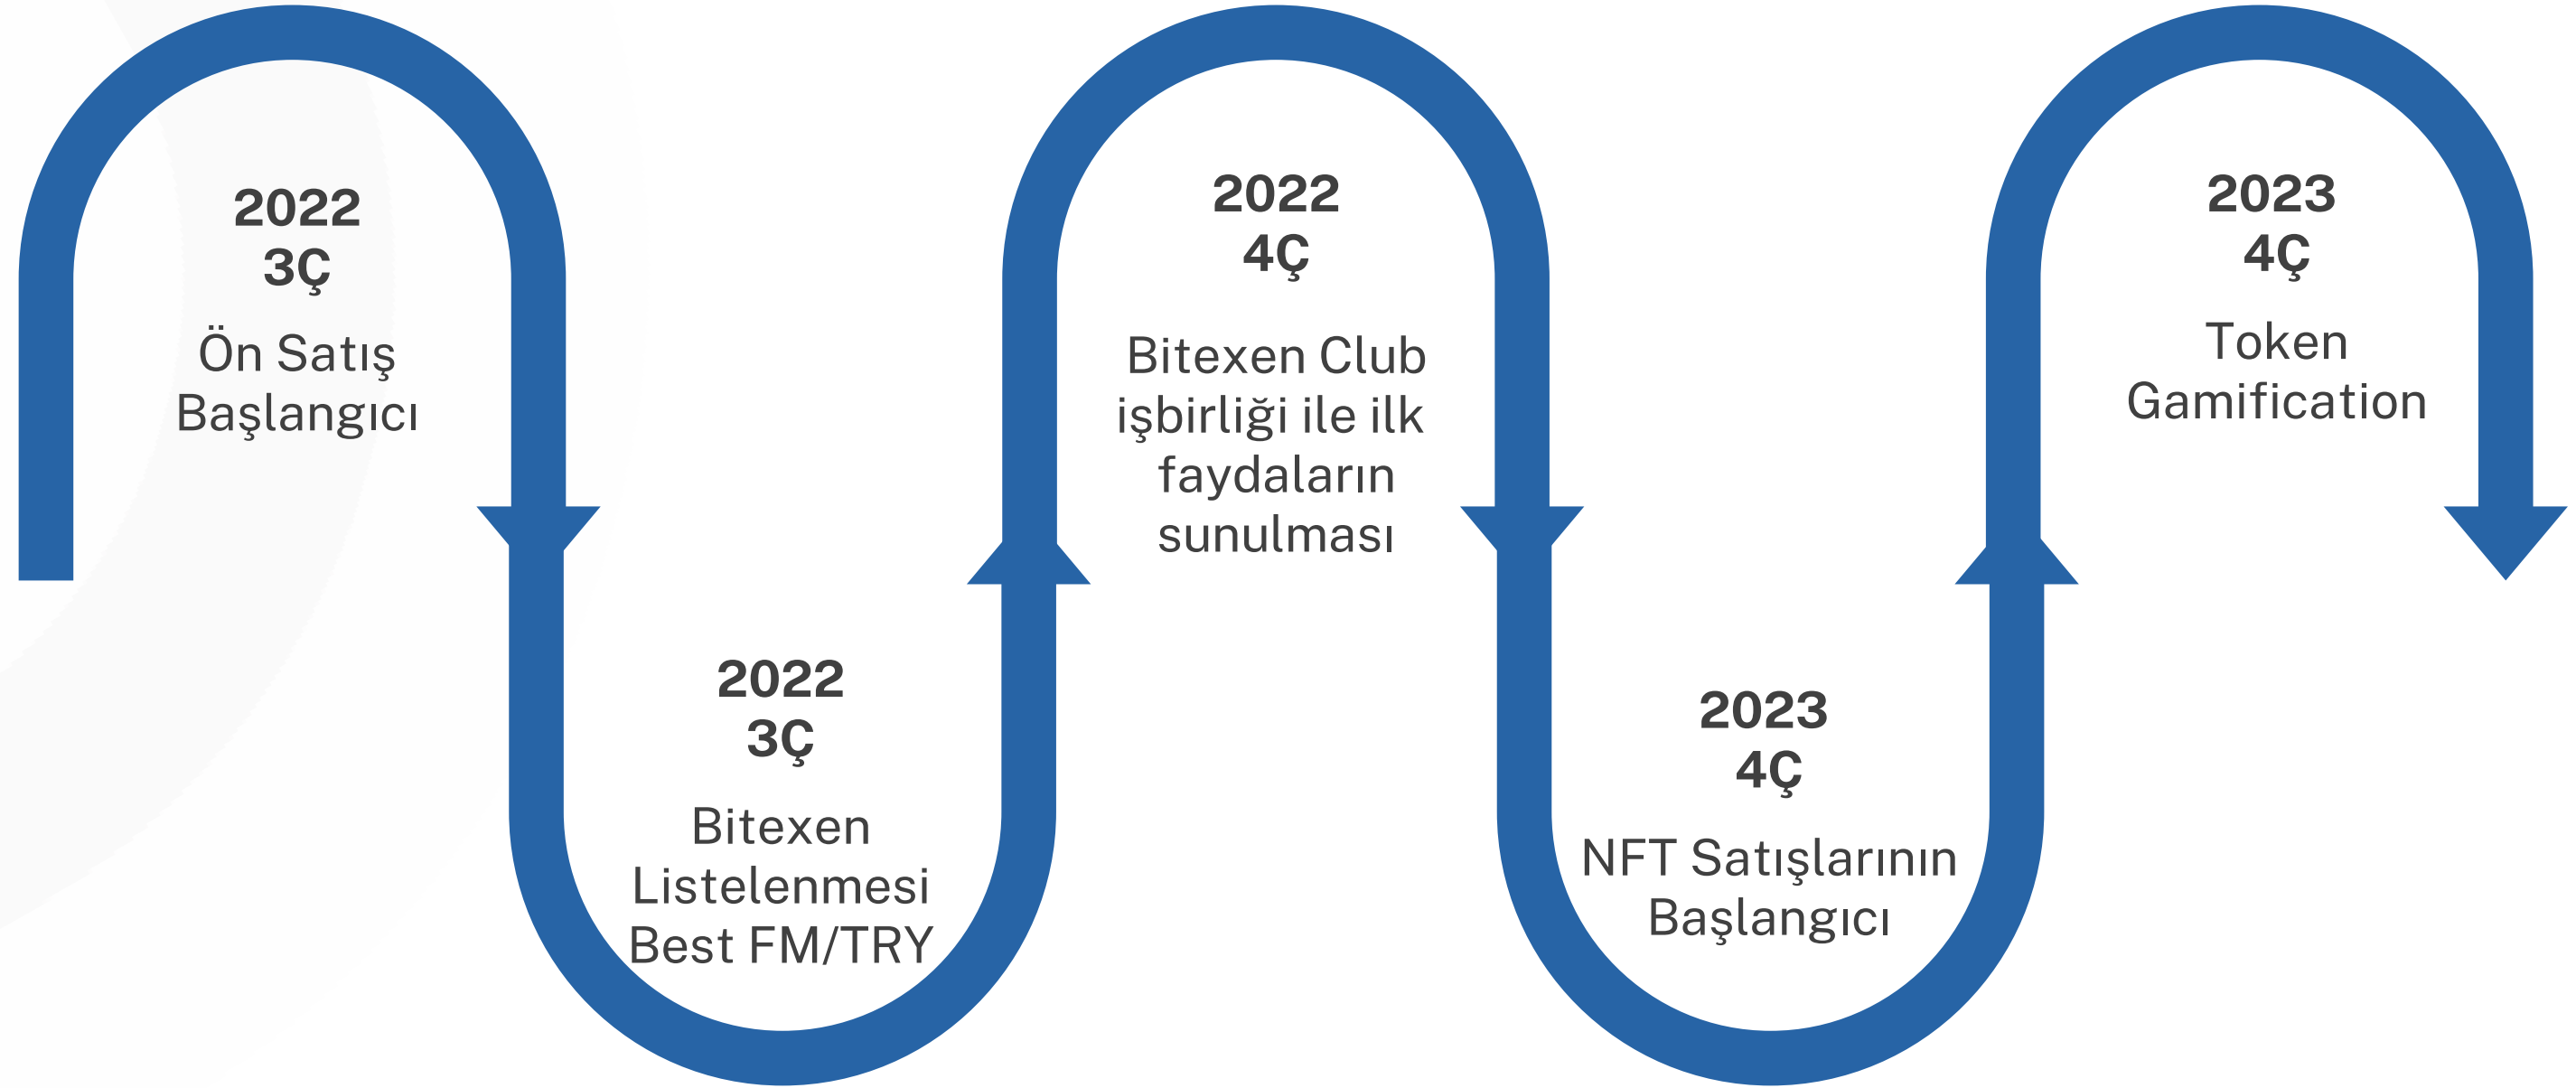 2022
3Ç
Ön Satış
Başlangıcı
2022
3Ç
Bitexen
Listelenmesi
Best FM/TRY
2022
4Ç
Bitexen Club
işbirliği ile ilk
faydaların
sunulması
2023
4Ç
NFT Satışlarının
Başlangıcı
2023
4Ç
Token
Gamification